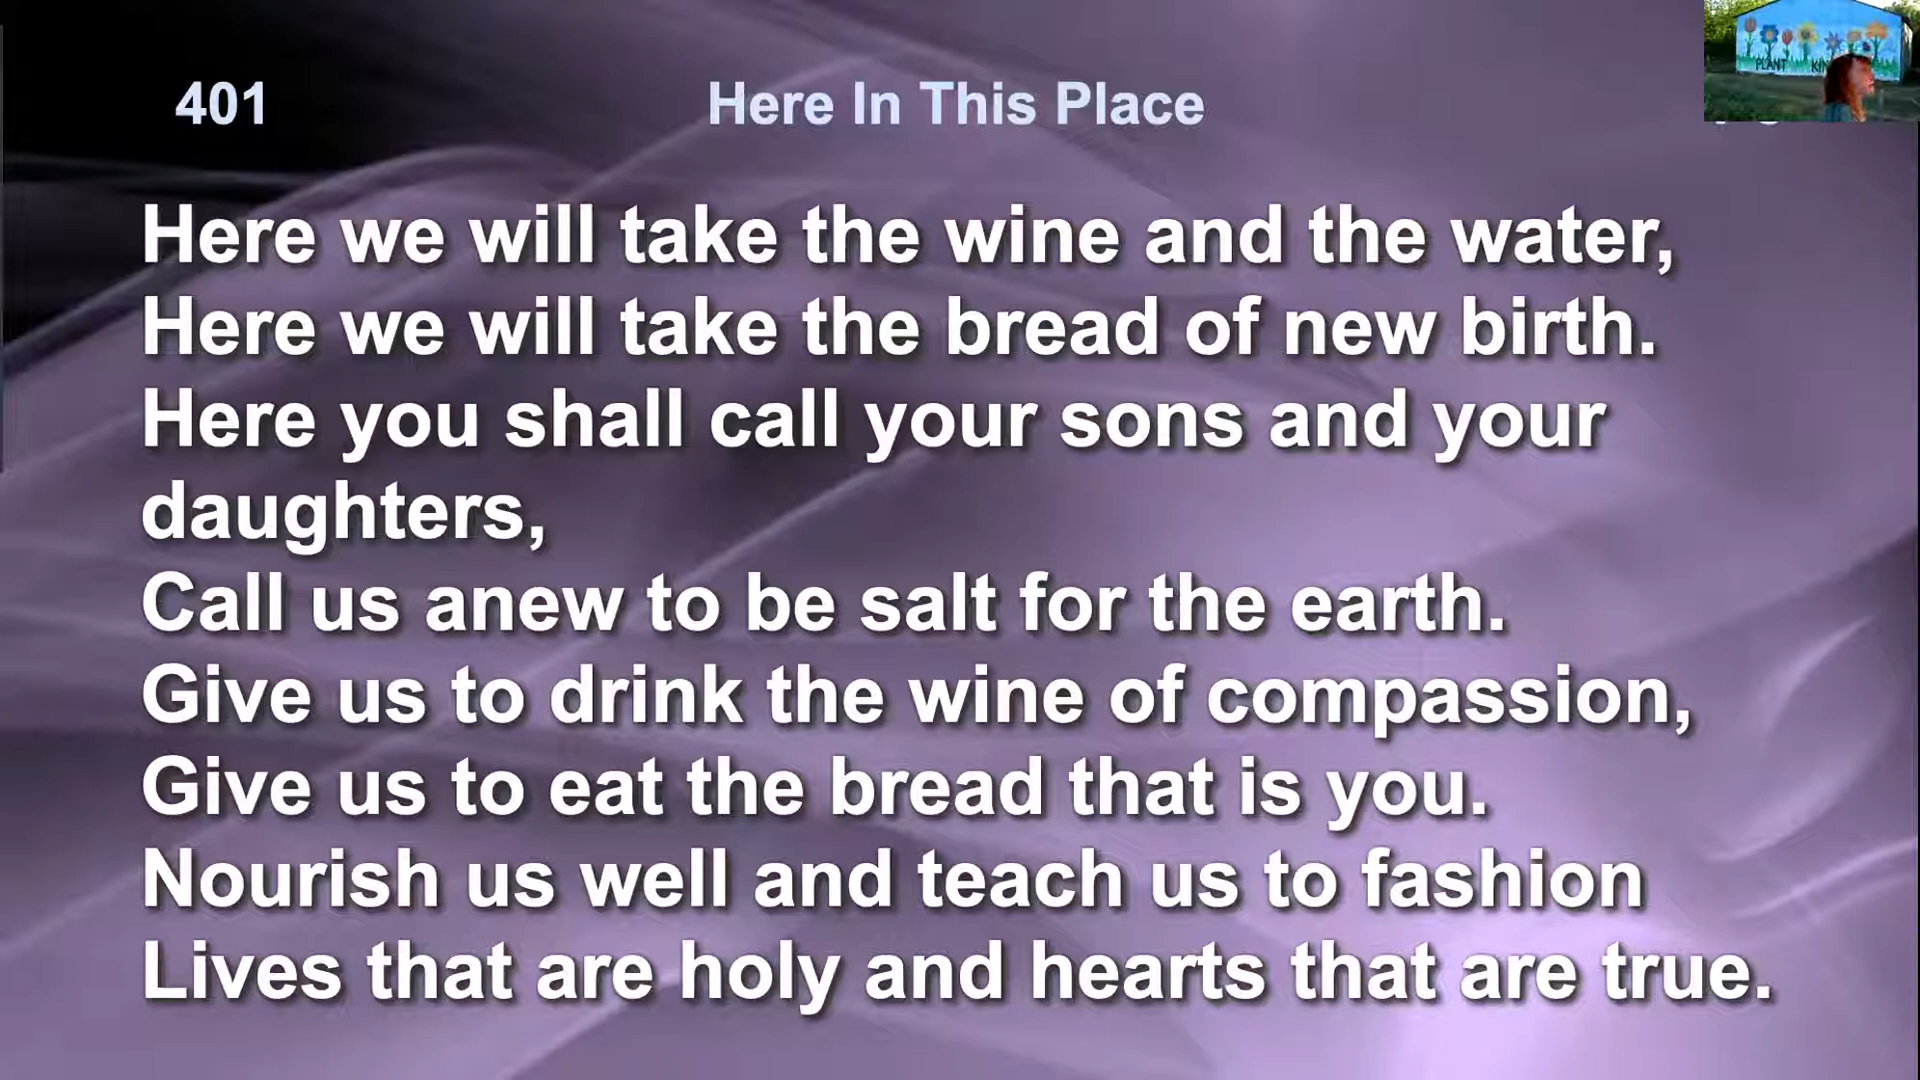 401
Here In This Place
PLANT
Here we will take the wine and the water,
Here we will take the bread of new birth.
Here you shall call your sons and your
daughters,
Call us anew to be salt for the earth.
Give us to drink the wine of compassion,
Give us to eat the bread that is you.
Nourish us well and teach us to fashion
Lives that are holy and hearts that are true.